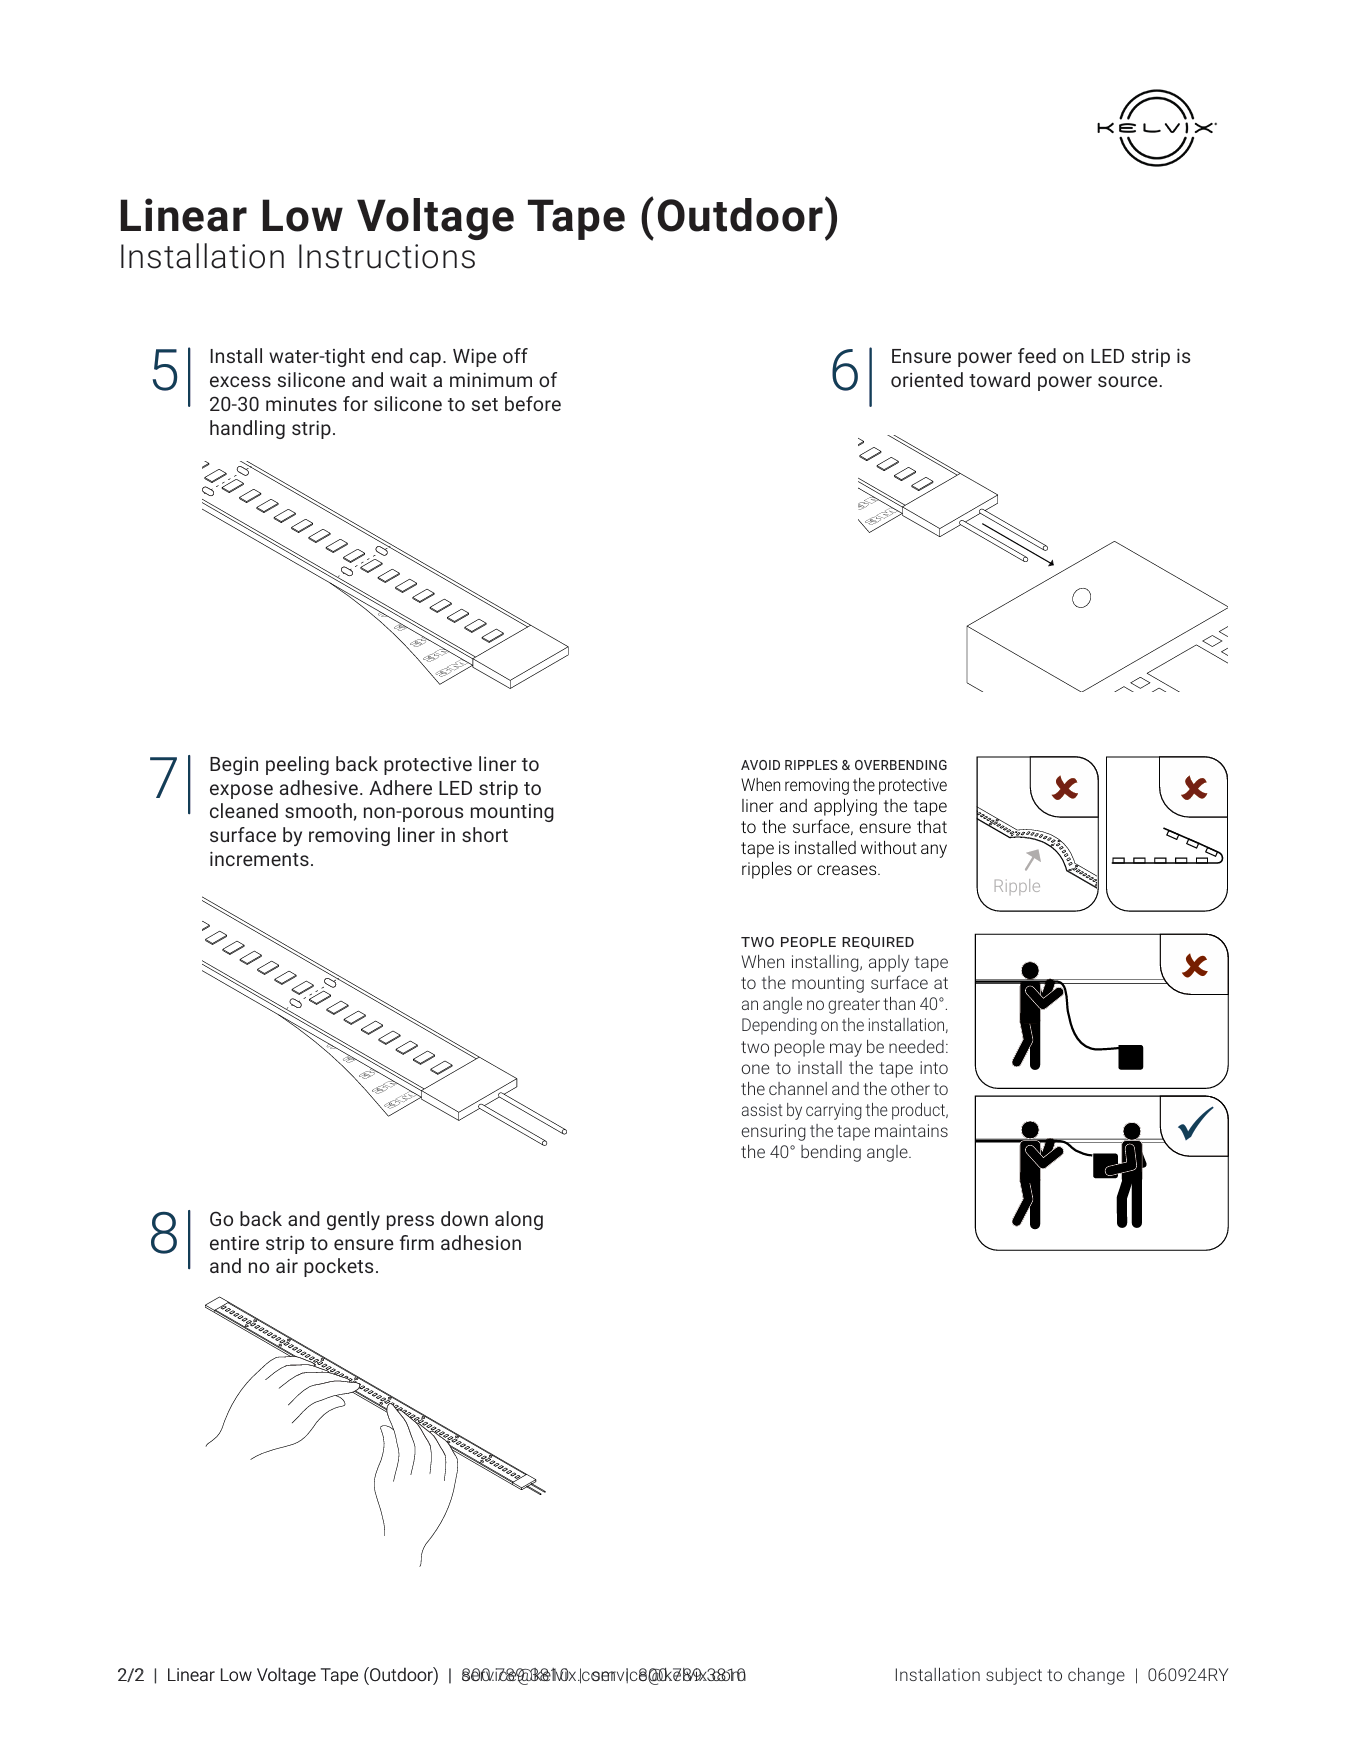 KELVIX
Linear Low Voltage Tape (Outdoor)
Installation Instructions
5
Install water-tight end cap. Wipe off
excess silicone and wait a minimum of
20-30 minutes for silicone to set before
handling strip.
6
Ensure power feed on LED strip is
oriented toward power source.
7
Begin peeling back protective liner to
expose adhesive. Adhere LED strip to
cleaned smooth, non-porous mounting
surface by removing liner in short
increments.
AVOID RIPPLES & OVERBENDING
When removing the protective
liner and applying the tape
to the surface, ensure that
tape is installed without any
ripples or creases.
Ripple
TWO PEOPLE REQUIRED
When installing, apply tape
to the mounting surface at
an angle no greater than 40°.
Depending on the installation,
two people may be needed:
one to install the tape into
the channel and the other to
assist by carrying the product,
ensuring the tape maintains
the 40° bending angle.
8
Go back and gently press down along
entire strip to ensure firm adhesion
and no air pockets.
2/2 | Linear Low Voltage Tape (Outdoor) |
Installation subject to change | 060924RY